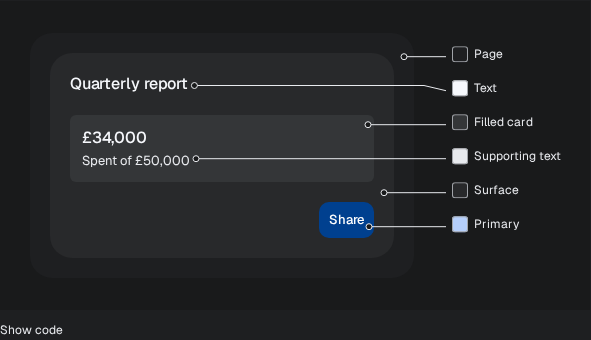 Quarterly report
£34,000
Spent of £50,000
Share
Page
Text
Filled card
Supporting text
Surface
Primary
Show code